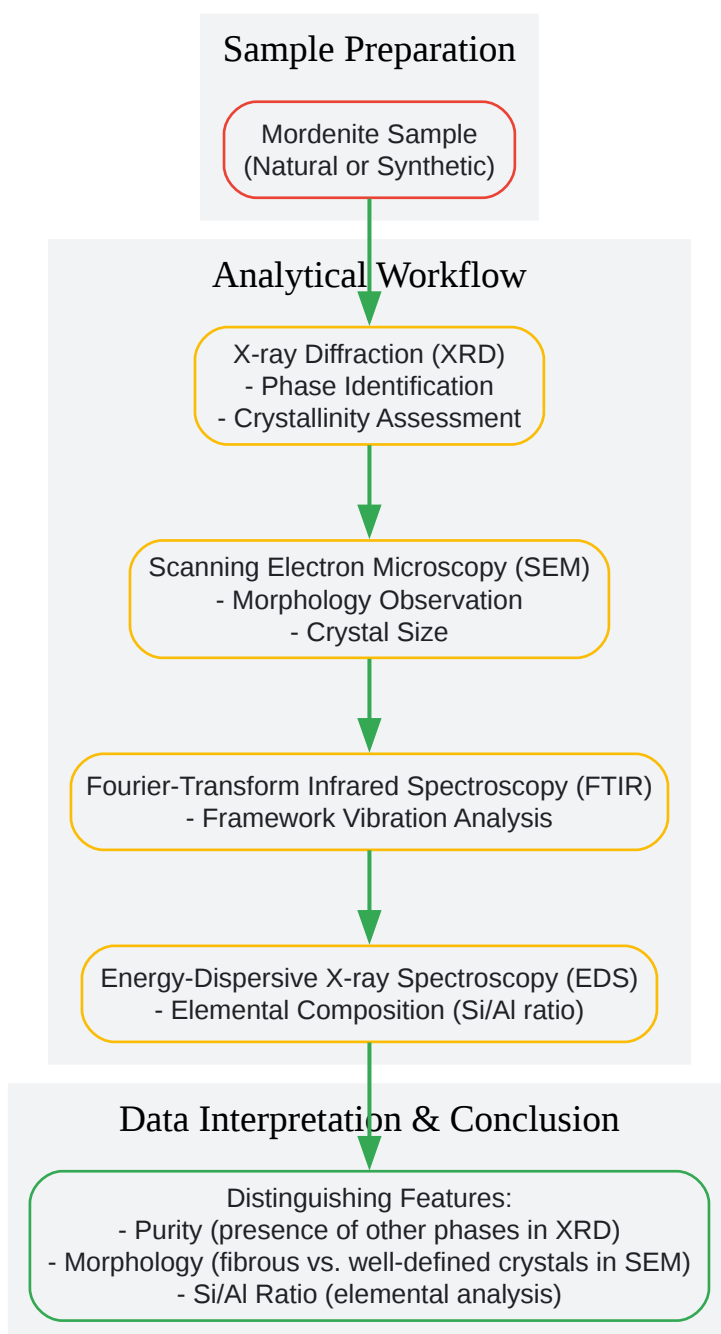 Sample Preparation
Mordenite Sample
(Natural or Synthetic)
Analytical Workflow
X-ray Diffraction (XRD)
- Phase Identification
- Crystallinity Assessment
Scanning Electron Microscopy (SEM)
- Morphology Observation
- Crystal Size
Fourier-Transform Infrared Spectroscopy (FTIR)
- Framework Vibration Analysis
Energy-Dispersive X-ray Spectroscopy (EDS)
- Elemental Composition (Si/Al ratio)
Data Interpretation & Conclusion
Distinguishing Features:
- Purity (presence of other phases in XRD)
- Morphology (fibrous vs. well-defined crystals in SEM)
- Si/Al Ratio (elemental analysis)